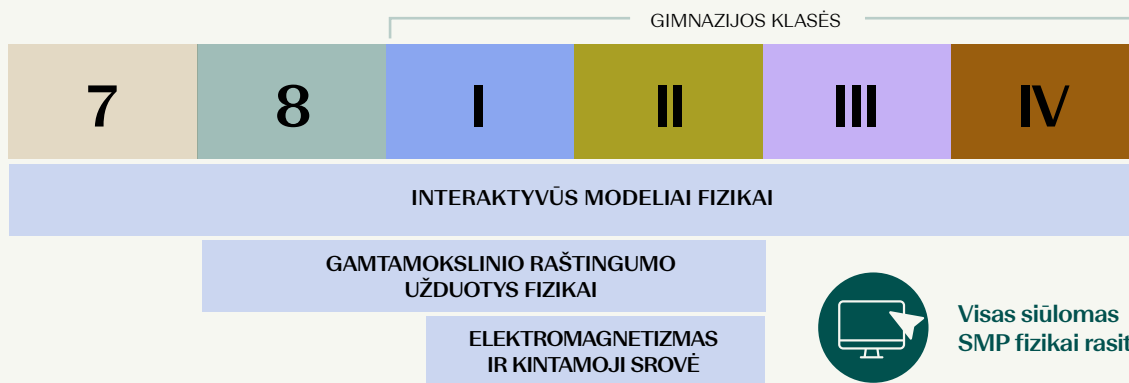 GIMNAZIJOS KLASĖS
7 8 I II III IV
INTERAKTYVŪS MODELIAI FIZIKAI
GAMTAMOKSLINIO RAŠTINGUMO
UŽDUOTYS FIZIKAI
ELEKTROMAGNETIZMAS
IR KINTAMOJI SROVĖ
Visas siūlomas
SMP fizikai rasit